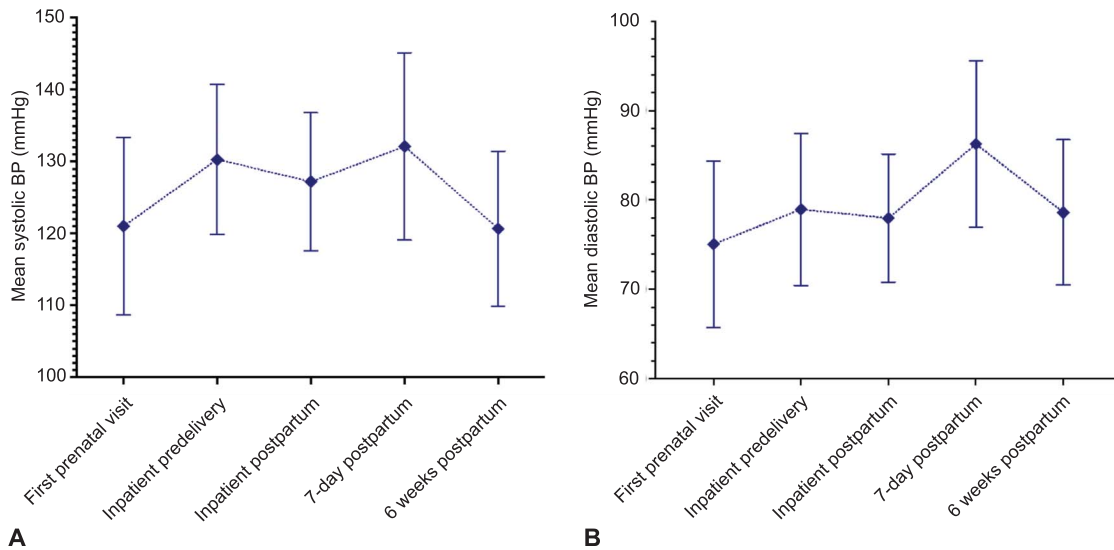 150
140
130
120
110
100
Mean systolic BP (mmHg)
First prenatal visit
Inpatient predelivery
Inpatient postpartum
7-day postpartum
6 weeks postpartum
A
100
90
80
70
60
Mean diastolic BP (mmHg)
First prenatal visit
Inpatient predelivery
Inpatient postpartum
7-day postpartum
6 weeks postpartum
B